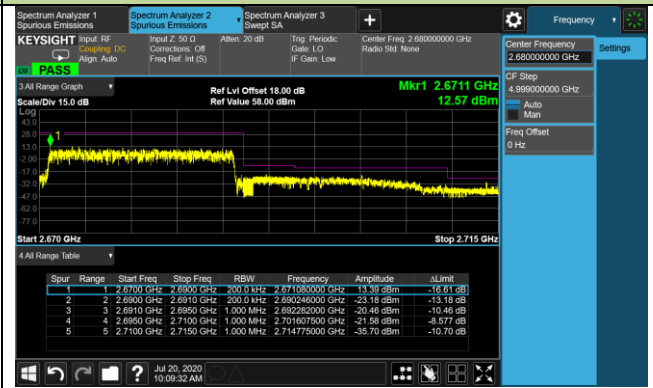 Spectrum Analyzer 1
Spurious Emissions
Spectrum Analyzer 2
Spurious Emissions
Spectrum Analyzer 3
Swept SA
Frequency
KEYSIGHT
Input: RF
Coupling: DC
Align: Auto
Input Z: 50 Ω
Corrections: Off
Freq Ref: Int (S)
Atten: 20 dB
Trig: Periodic
Gate: LO
IF Gain: Low
Center Freq: 2.680000000 GHz
Radio Std: None
PASS
Center Frequency
2.680000000 GHz
Settings
CF Step
4.999000000 GHz
Auto
Man
Freq Offset
0 Hz
3 All Range Graph
Scale/Div 15.0 dB
Ref Lvl Offset 18.00 dB
Ref Value 58.00 dBm
Mkr1 2.6711 GHz
12.57 dBm
Log
43.0
28.0
13.0
-2.00
-17.0
-32.0
-47.0
-62.0
-77.0
1
Start 2.670 GHz
Stop 2.715 GHz
4 All Range Table
Spur Range Start Freq Stop Freq RBW Frequency Amplitude ΔLimit
1 1 2.6700 GHz 2.6900 GHz 200.0 kHz 2.671080000 GHz 13.39 dBm -16.61 dB
2 2 2.6900 GHz 2.6910 GHz 200.0 kHz 2.690246000 GHz -23.18 dBm -13.18 dB
3 3 2.6910 GHz 2.6950 GHz 1.000 MHz 2.692282000 GHz -20.46 dBm -10.46 dB
4 4 2.6950 GHz 2.7100 GHz 1.000 MHz 2.701607500 GHz -21.58 dBm -8.577 dB
5 5 2.7100 GHz 2.7150 GHz 1.000 MHz 2.714775000 GHz -35.70 dBm -10.70 dB
Jul 20, 2020
10:09:32 AM